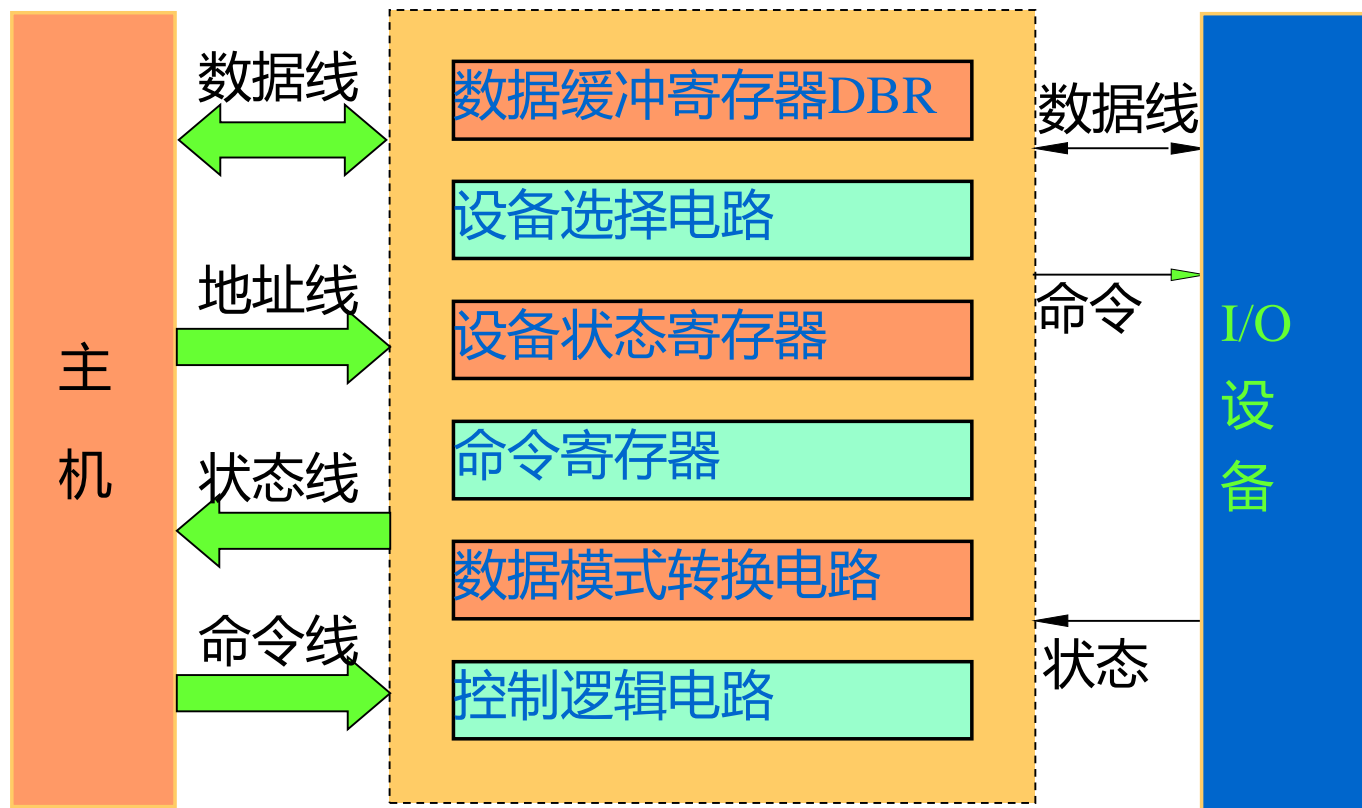 主
机
数据线
地址线
状态线
命令线
数据缓冲寄存器DBR
设备选择电路
设备状态寄存器
命令寄存器
数据模式转换电路
控制逻辑电路
数据线
命令
状态
I/O
设
备